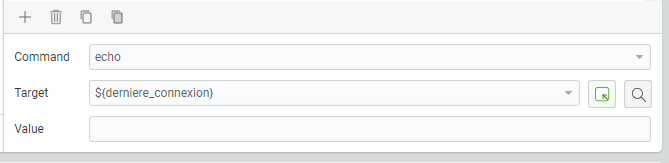 Command echo
Target ${derniere_connexion}
Value